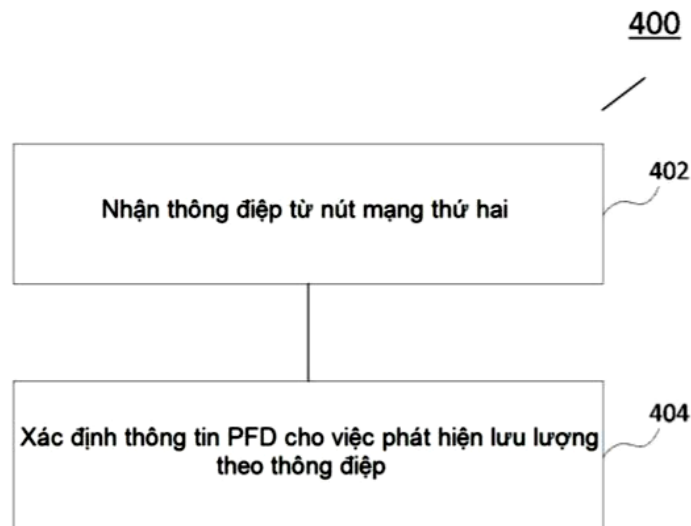 400
Nhận thông điệp từ nút mạng thứ hai
402
Xác định thông tin PFD cho việc phát hiện lưu lượng
theo thông điệp
404